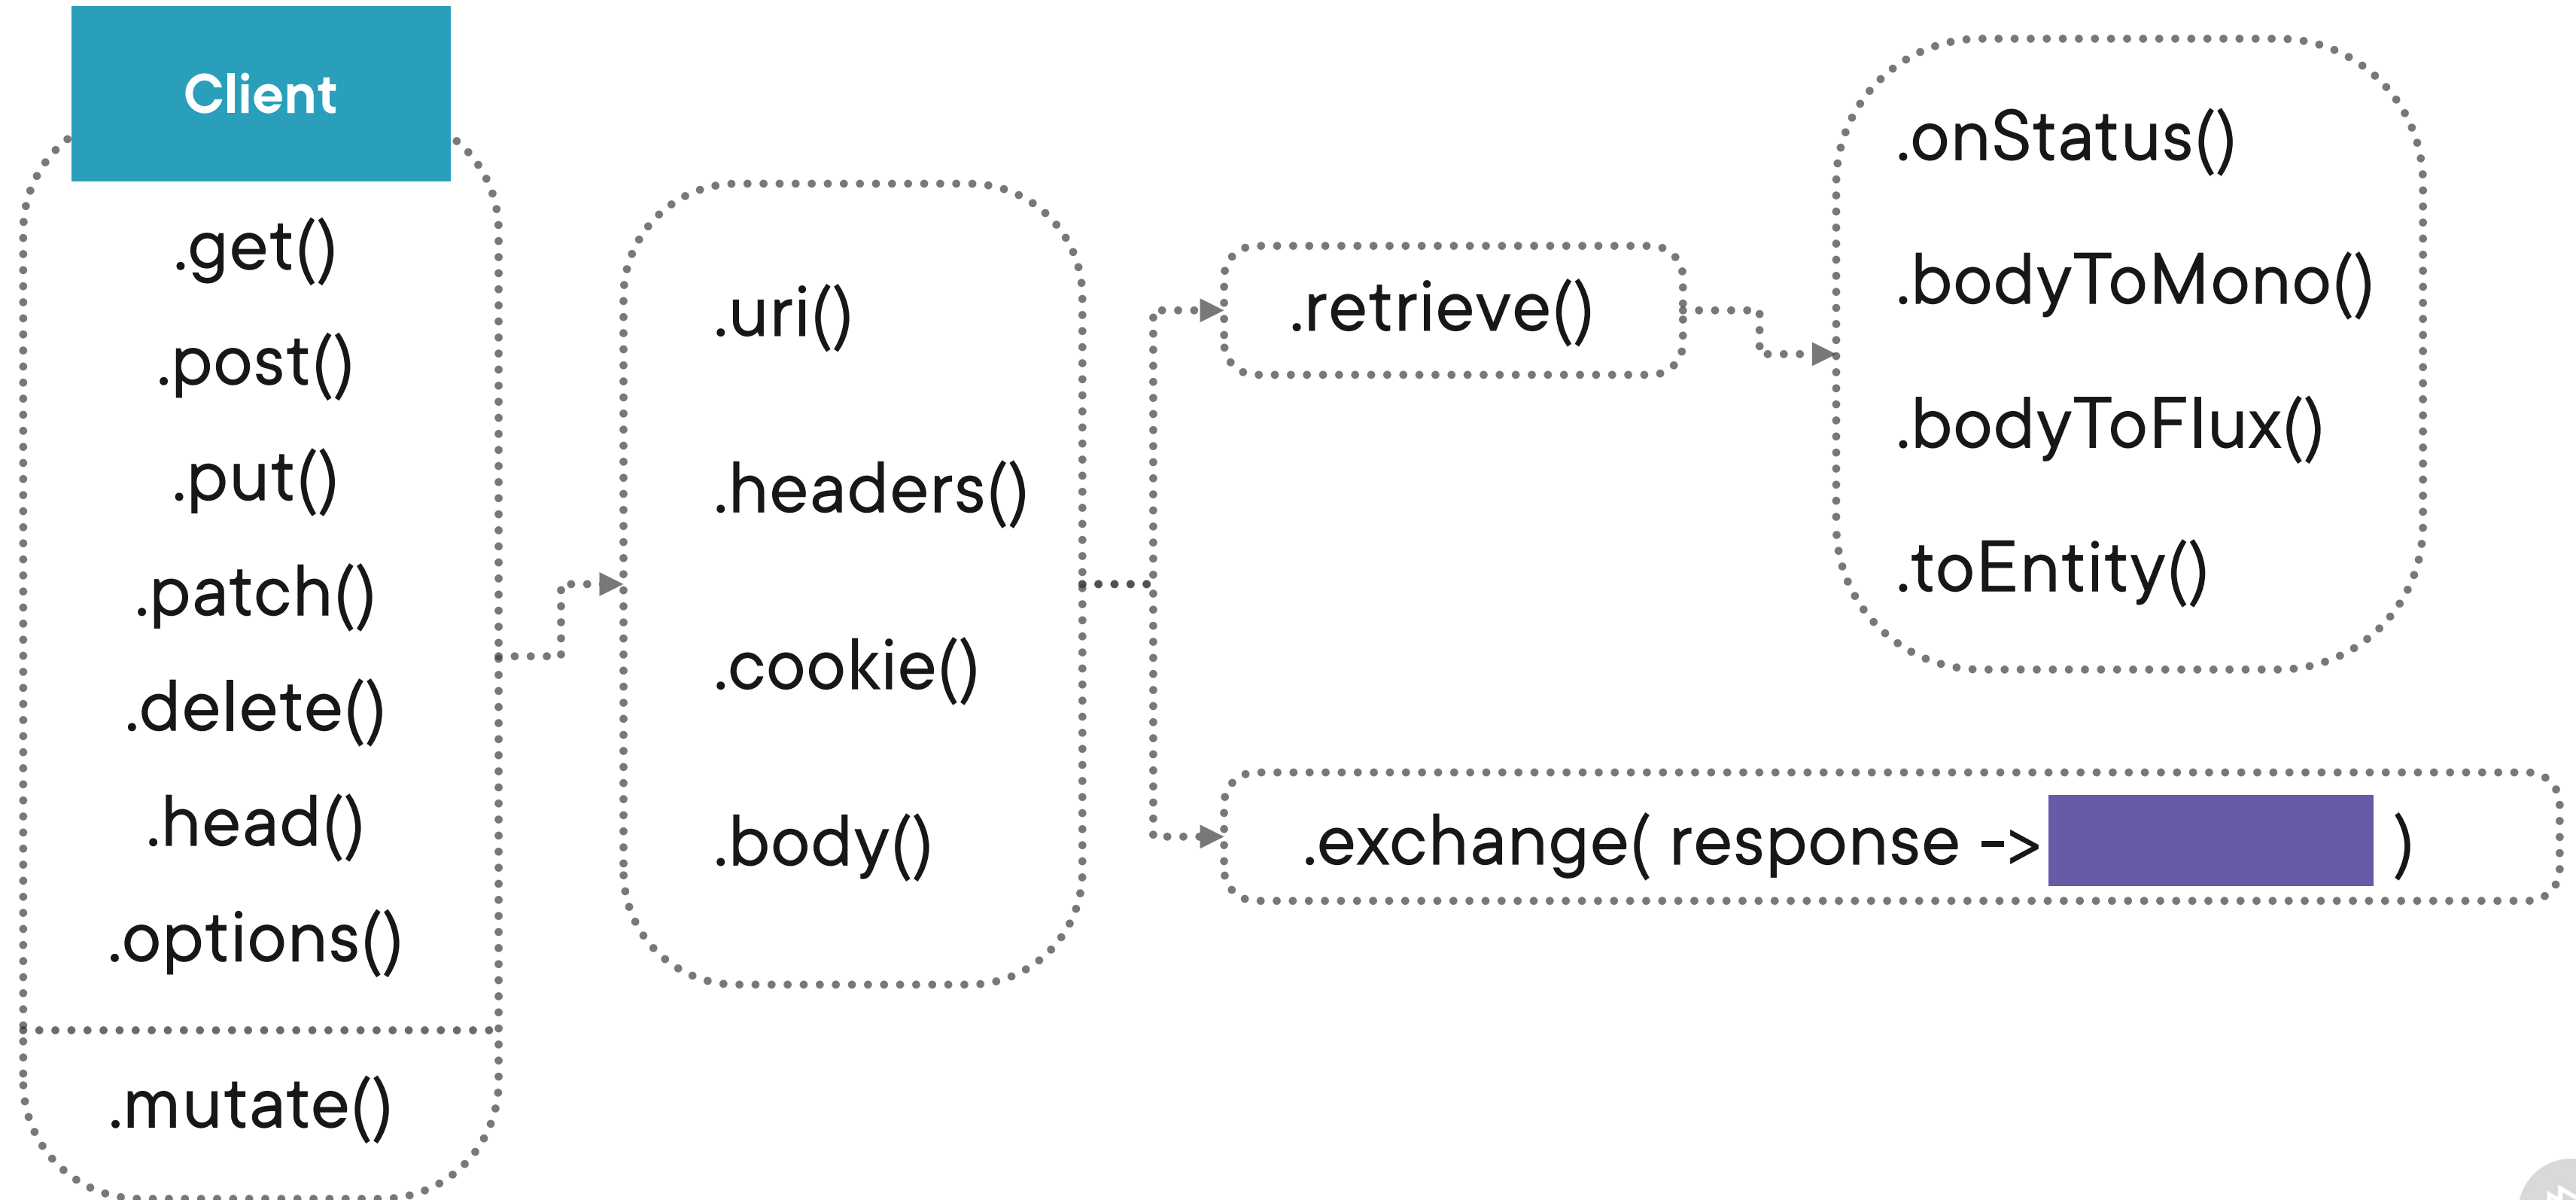 Client
.get()
.post()
.put()
.patch()
.delete()
.head()
.options()
.mutate()
.uri()
.headers()
.cookie()
.body()
.retrieve()
.onStatus()
.bodyToMono()
.bodyToFlux()
.toEntity()
.exchange( response -> )